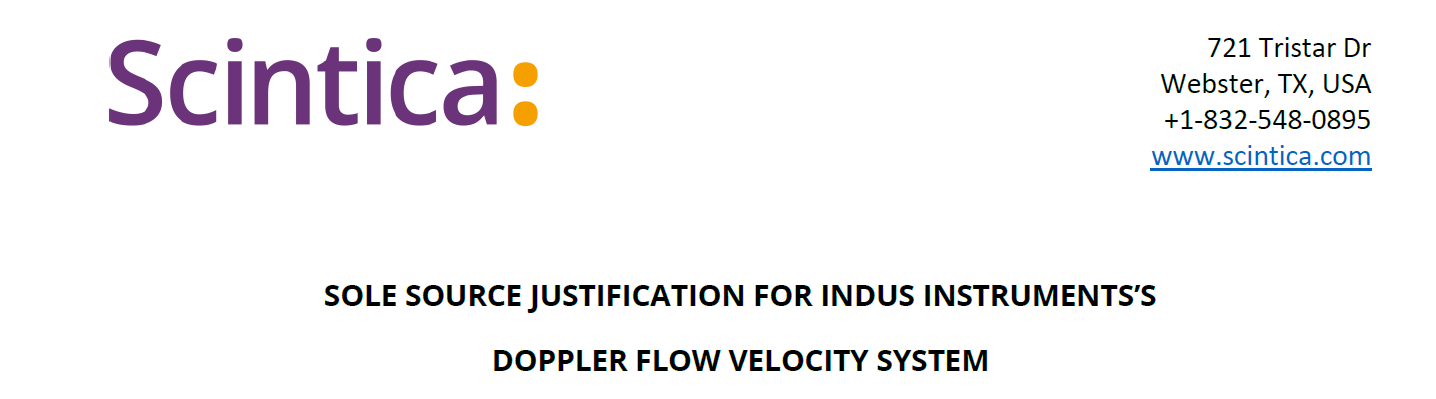 Scintica:
721 Tristar Dr
Webster, TX, USA
+1-832-548-0895
www.scintica.com
SOLE SOURCE JUSTIFICATION FOR INDUS INSTRUMENTS’S
DOPPLER FLOW VELOCITY SYSTEM